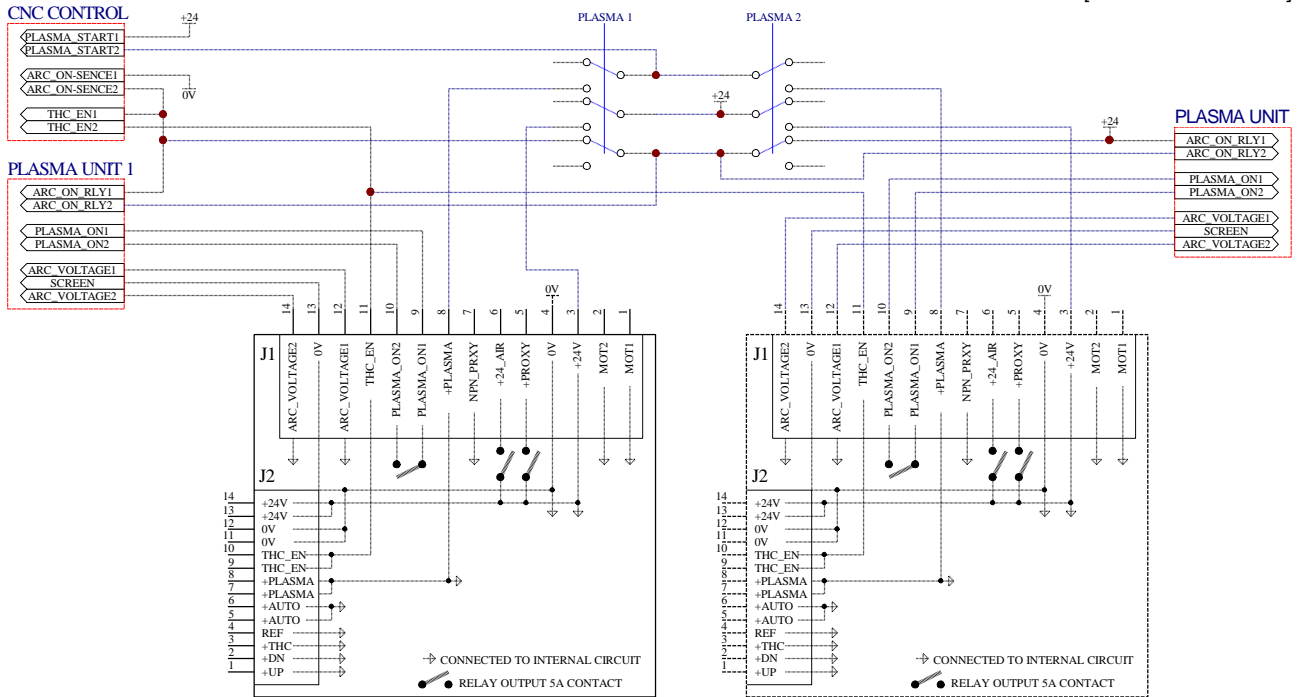 CNC CONTROL
PLASMA_START1
PLASMA_START2
ARC_ON-SENCE1
ARC_ON-SENCE2
THC_EN1
THC_EN2
+24
0V
PLASMA UNIT 1
ARC_ON_RLY1
ARC_ON_RLY2
PLASMA_ON1
PLASMA_ON2
ARC_VOLTAGE1
SCREEN
ARC_VOLTAGE2
PLASMA 1
PLASMA 2
+24
+24
PLASMA UNIT
ARC_ON_RLY1
ARC_ON_RLY2
PLASMA_ON1
PLASMA_ON2
ARC_VOLTAGE1
SCREEN
ARC_VOLTAGE2
0V
14 13 12 11 10 9 8 7 6 5 4 3 2 1
J1
ARC_VOLTAGE2
0V
ARC_VOLTAGE1
THC_EN
PLASMA_ON2
PLASMA_ON1
+PLASMA
NPN_PRXY
+24_AIR
+PROXY
0V
+24V
MOT2
MOT1
J2
14 +24V
13 +24V
12 0V
11 0V
10 THC_EN
9 THC_EN
8 +PLASMA
7 +PLASMA
6 +AUTO
5 +AUTO
4 REF
3 +THC
2 +DN
1 +UP
CONNECTED TO INTERNAL CIRCUIT
RELAY OUTPUT 5A CONTACT
0V
14 13 12 11 10 9 8 7 6 5 4 3 2 1
J1
ARC_VOLTAGE2
0V
ARC_VOLTAGE1
THC_EN
PLASMA_ON2
PLASMA_ON1
+PLASMA
NPN_PRXY
+24_AIR
+PROXY
0V
+24V
MOT2
MOT1
J2
14 +24V
13 +24V
12 0V
11 0V
10 THC_EN
9 THC_EN
8 +PLASMA
7 +PLASMA
6 +AUTO
5 +AUTO
4 REF
3 +THC
2 +DN
1 +UP
CONNECTED TO INTERNAL CIRCUIT
RELAY OUTPUT 5A CONTACT